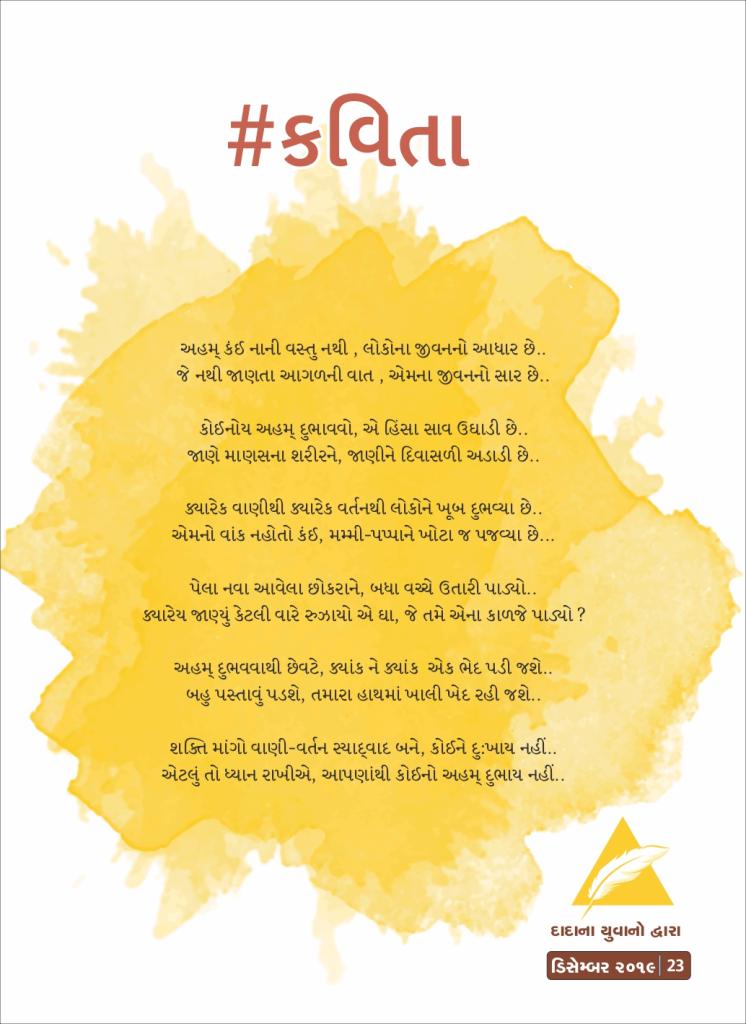 #કવિતા
અહમ્ કંઈ નાની વસ્તુ નથી , લોકોના જીવનનો આધાર છે..
જે નથી જાણતા આગળની વાત , એમના જીવનનો સાર છે..
કોઈનોય અહમ્ દુભાવવો, એ હિંસા સાવ ઉઘાડી છે..
જાણે માણસના શરીરને, જાણીને દિવાસળી અડાડી છે..
ક્યારેક વાણીથી ક્યારેક વર્તનથી લોકોને ખૂબ દુભવ્યા છે..
એમનો વાંક નહોતો કંઈ, મમ્મી-પપ્પાને ખોટા જ પજવ્યા છે...
પેલા નવા આવેલા છોકરાને, બધા વચ્ચે ઉતારી પાડ્યો..
ક્યારેય જાણ્યું કેટલી વારે રુઝાયો એ ઘા, જે તમે એના કાળજે પાડ્યો ?
અહમ્ દુભવવાથી છેવટે, ક્યાંક ને ક્યાંક એક ભેદ પડી જશે..
બહુ પસ્તાવું પડશે, તમારા હાથમાં ખાલી ખેદ રહી જશે..
શક્તિ માંગો વાણી-વર્તન સ્યાદ્‌વાદ બને, કોઈને દુ:ખાય નહીં..
એટલું તો ધ્યાન રાખીએ, આપણાંથી કોઈનો અહમ્ દુભાય નહીં..
દાદાના યુવાનો દ્વારા
ડિસેમ્બર ૨૦૧૯ | 23